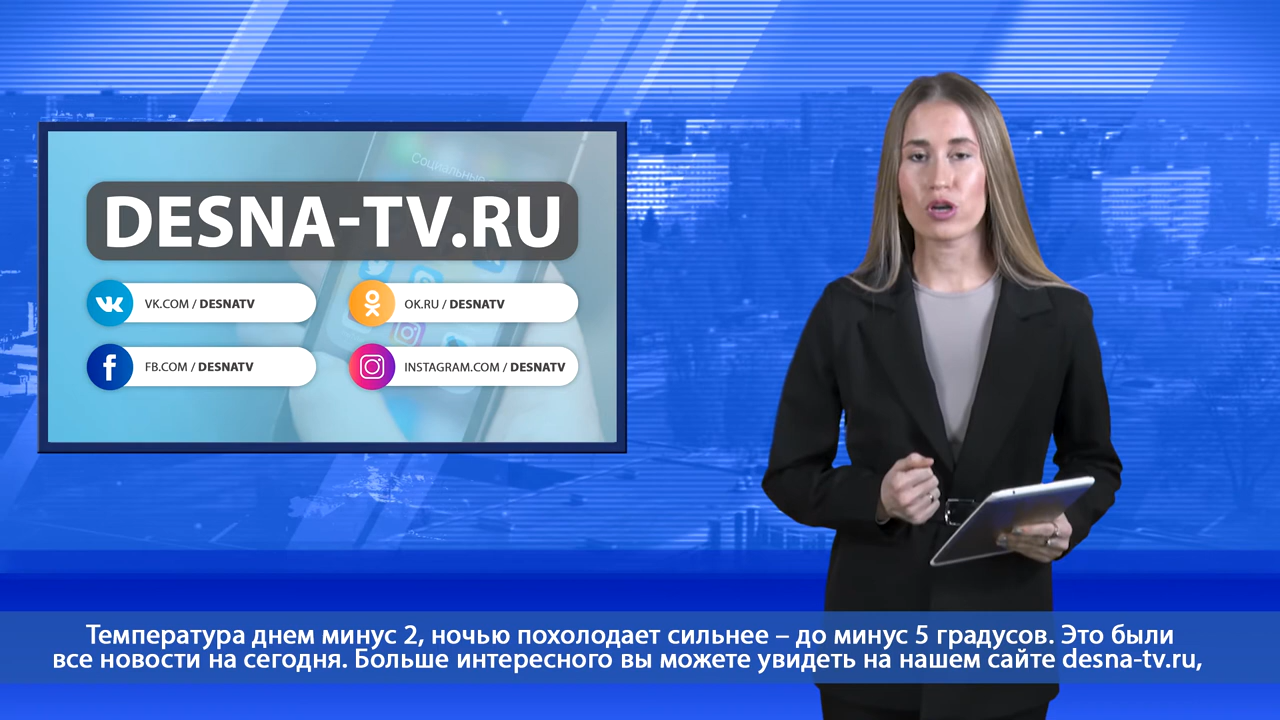 Социальные
DESNA-TV.RU
VK.COM / DESNATV
OK.RU / DESNATV
FB.COM / DESNATV
INSTAGRAM.COM / DESNATV
Температура днем минус 2, ночью похолодает сильнее – до минус 5 градусов. Это были
все новости на сегодня. Больше интересного вы можете увидеть на нашем сайте desna-tv.ru,